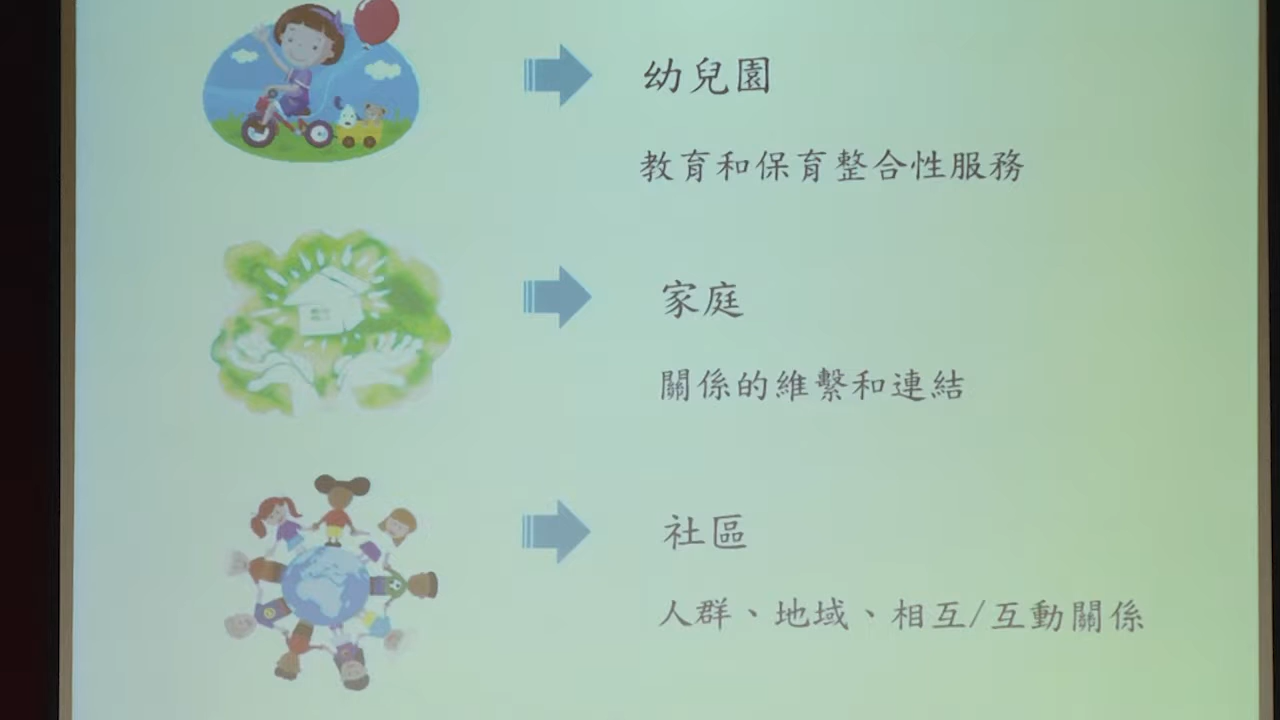 幼兒園
教育和保育整合性服務
家庭
關係的維繫和連結
社區
人群、地域、相互/互動關係